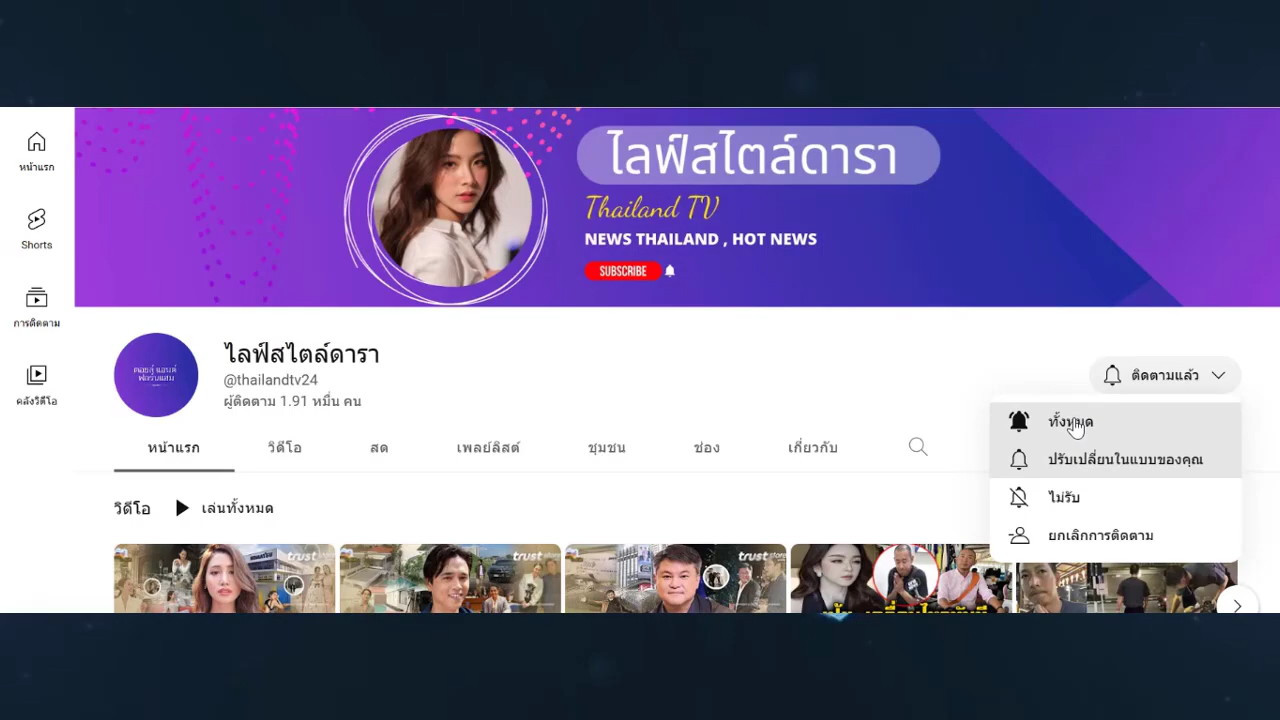 หน้าแรก
Shorts
การติดตาม
คลังวิดีโอ
ไลฟ์สไตล์ดารา
Thailand TV
NEWS THAILAND , HOT NEWS
SUBSCRIBE
ไลฟ์สไตล์ดารา
@thailandtv24
ผู้ติดตาม 1.91 หมื่น คน
ติดตามแล้ว
ทั้งหมด
ปรับเปลี่ยนในแบบของคุณ
ไม่รับ
ยกเลิกการติดตาม
หน้าแรก วิดีโอ สด เพลย์ลิสต์ ชุมชน ช่อง เกี่ยวกับ
วิดีโอ เล่นทั้งหมด
trust
store
trust
store
trust
store